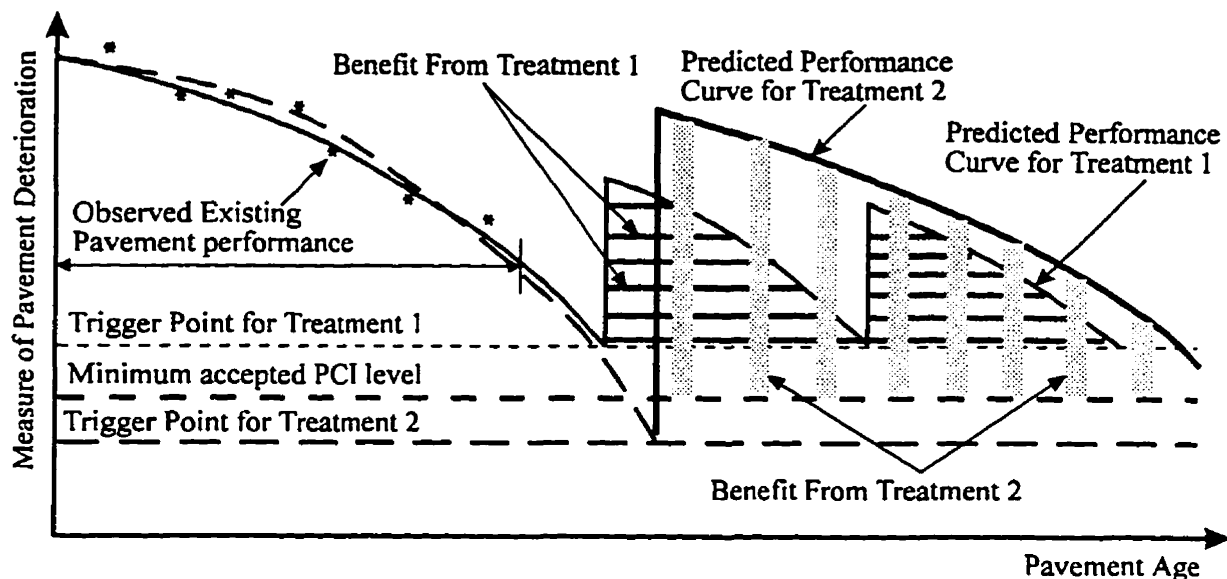 Measure of Pavement Deterioration
Benefit From Treatment 1
Predicted Performance
Curve for Treatment 2
Predicted Performance
Curve for Treatment 1
Observed Existing
Pavement performance
Trigger Point for Treatment 1
Minimum accepted PCI level
Trigger Point for Treatment 2
Benefit From Treatment 2
Pavement Age